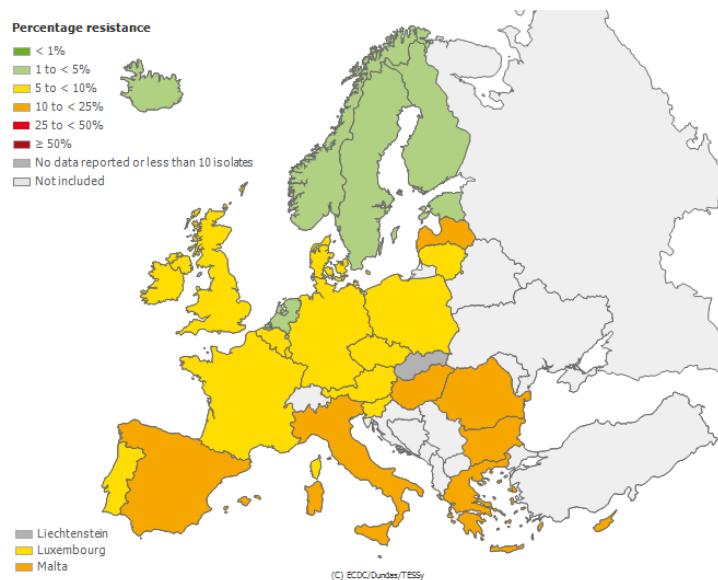 Percentage resistance
< 1%
1 to < 5%
5 to < 10%
10 to < 25%
25 to < 50%
≥ 50%
No data reported or less than 10 isolates
Not included
Liechtenstein
Luxembourg
Malta
(C) ECDC/Dundas/TESSy